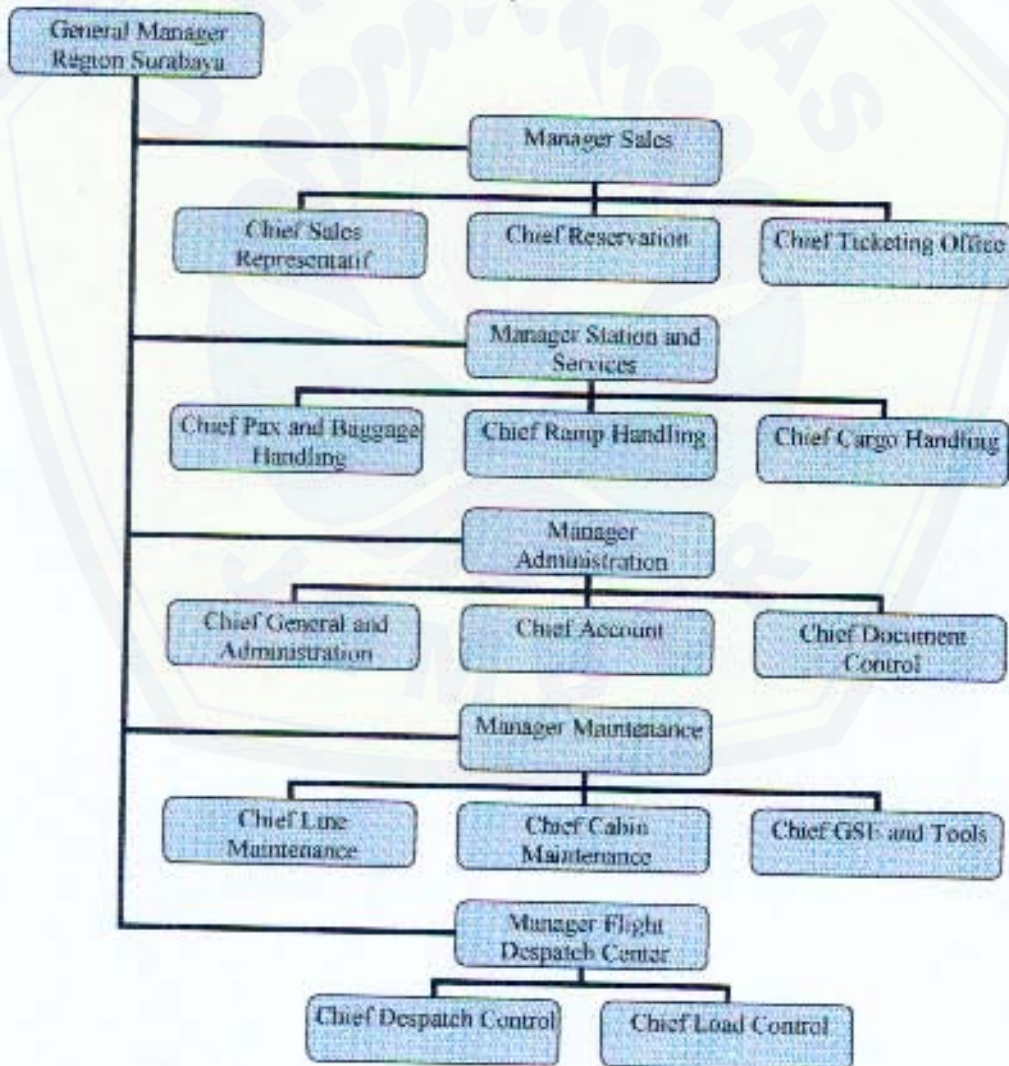 General Manager
Region Surabaya
Manager Sales
Chief Sales
Representatif
Chief Reservation
Chief Ticketing Office
Manager Station and
Services
Chief Pax and Baggage
Handling
Chief Ramp Handling
Chief Cargo Handling
Manager
Administration
Chief General and
Administration
Chief Account
Chief Document
Control
Manager Maintenance
Chief Line
Maintenance
Chief Cabin
Maintenance
Chief GSE and Tools
Manager Flight
Despatch Center
Chief Despatch Control
Chief Load Control